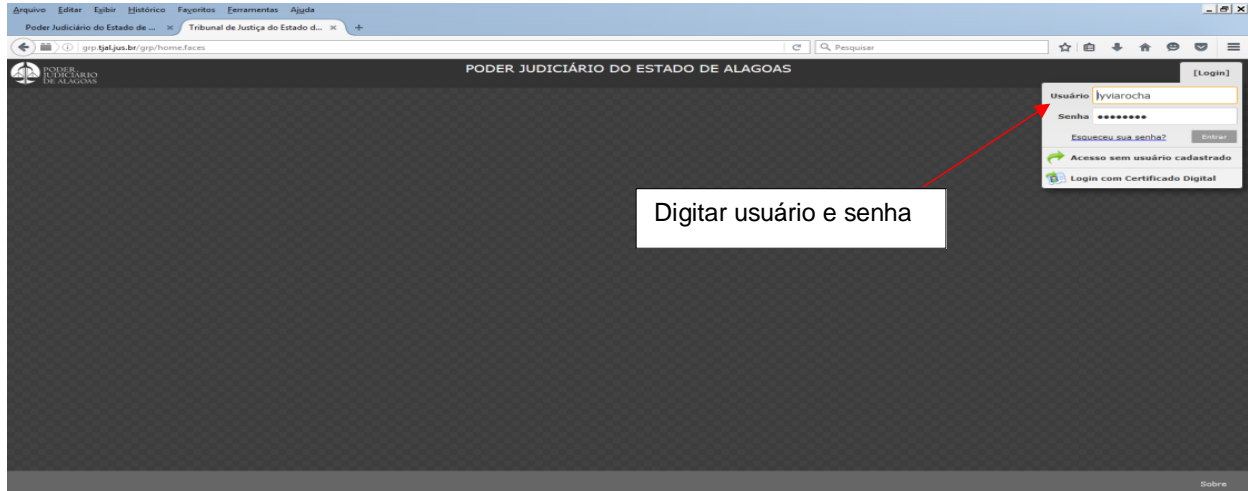 Arquivo Editar Exibir Histórico Favoritos Ferramentas Ajuda
Poder Judiciário do Estado de ... × Tribunal de Justiça do Estado d... × +
grp.tjal.jus.br/grp/home.faces Pesquisar
PODER JUDICIÁRIO DE ALAGOAS
PODER JUDICIÁRIO DO ESTADO DE ALAGOAS
[Login]
Usuário lyviarocha
Senha ••••••••
Esqueceu sua senha? Entrar
Acesso sem usuário cadastrado
Login com Certificado Digital
Digitar usuário e senha
Sobre